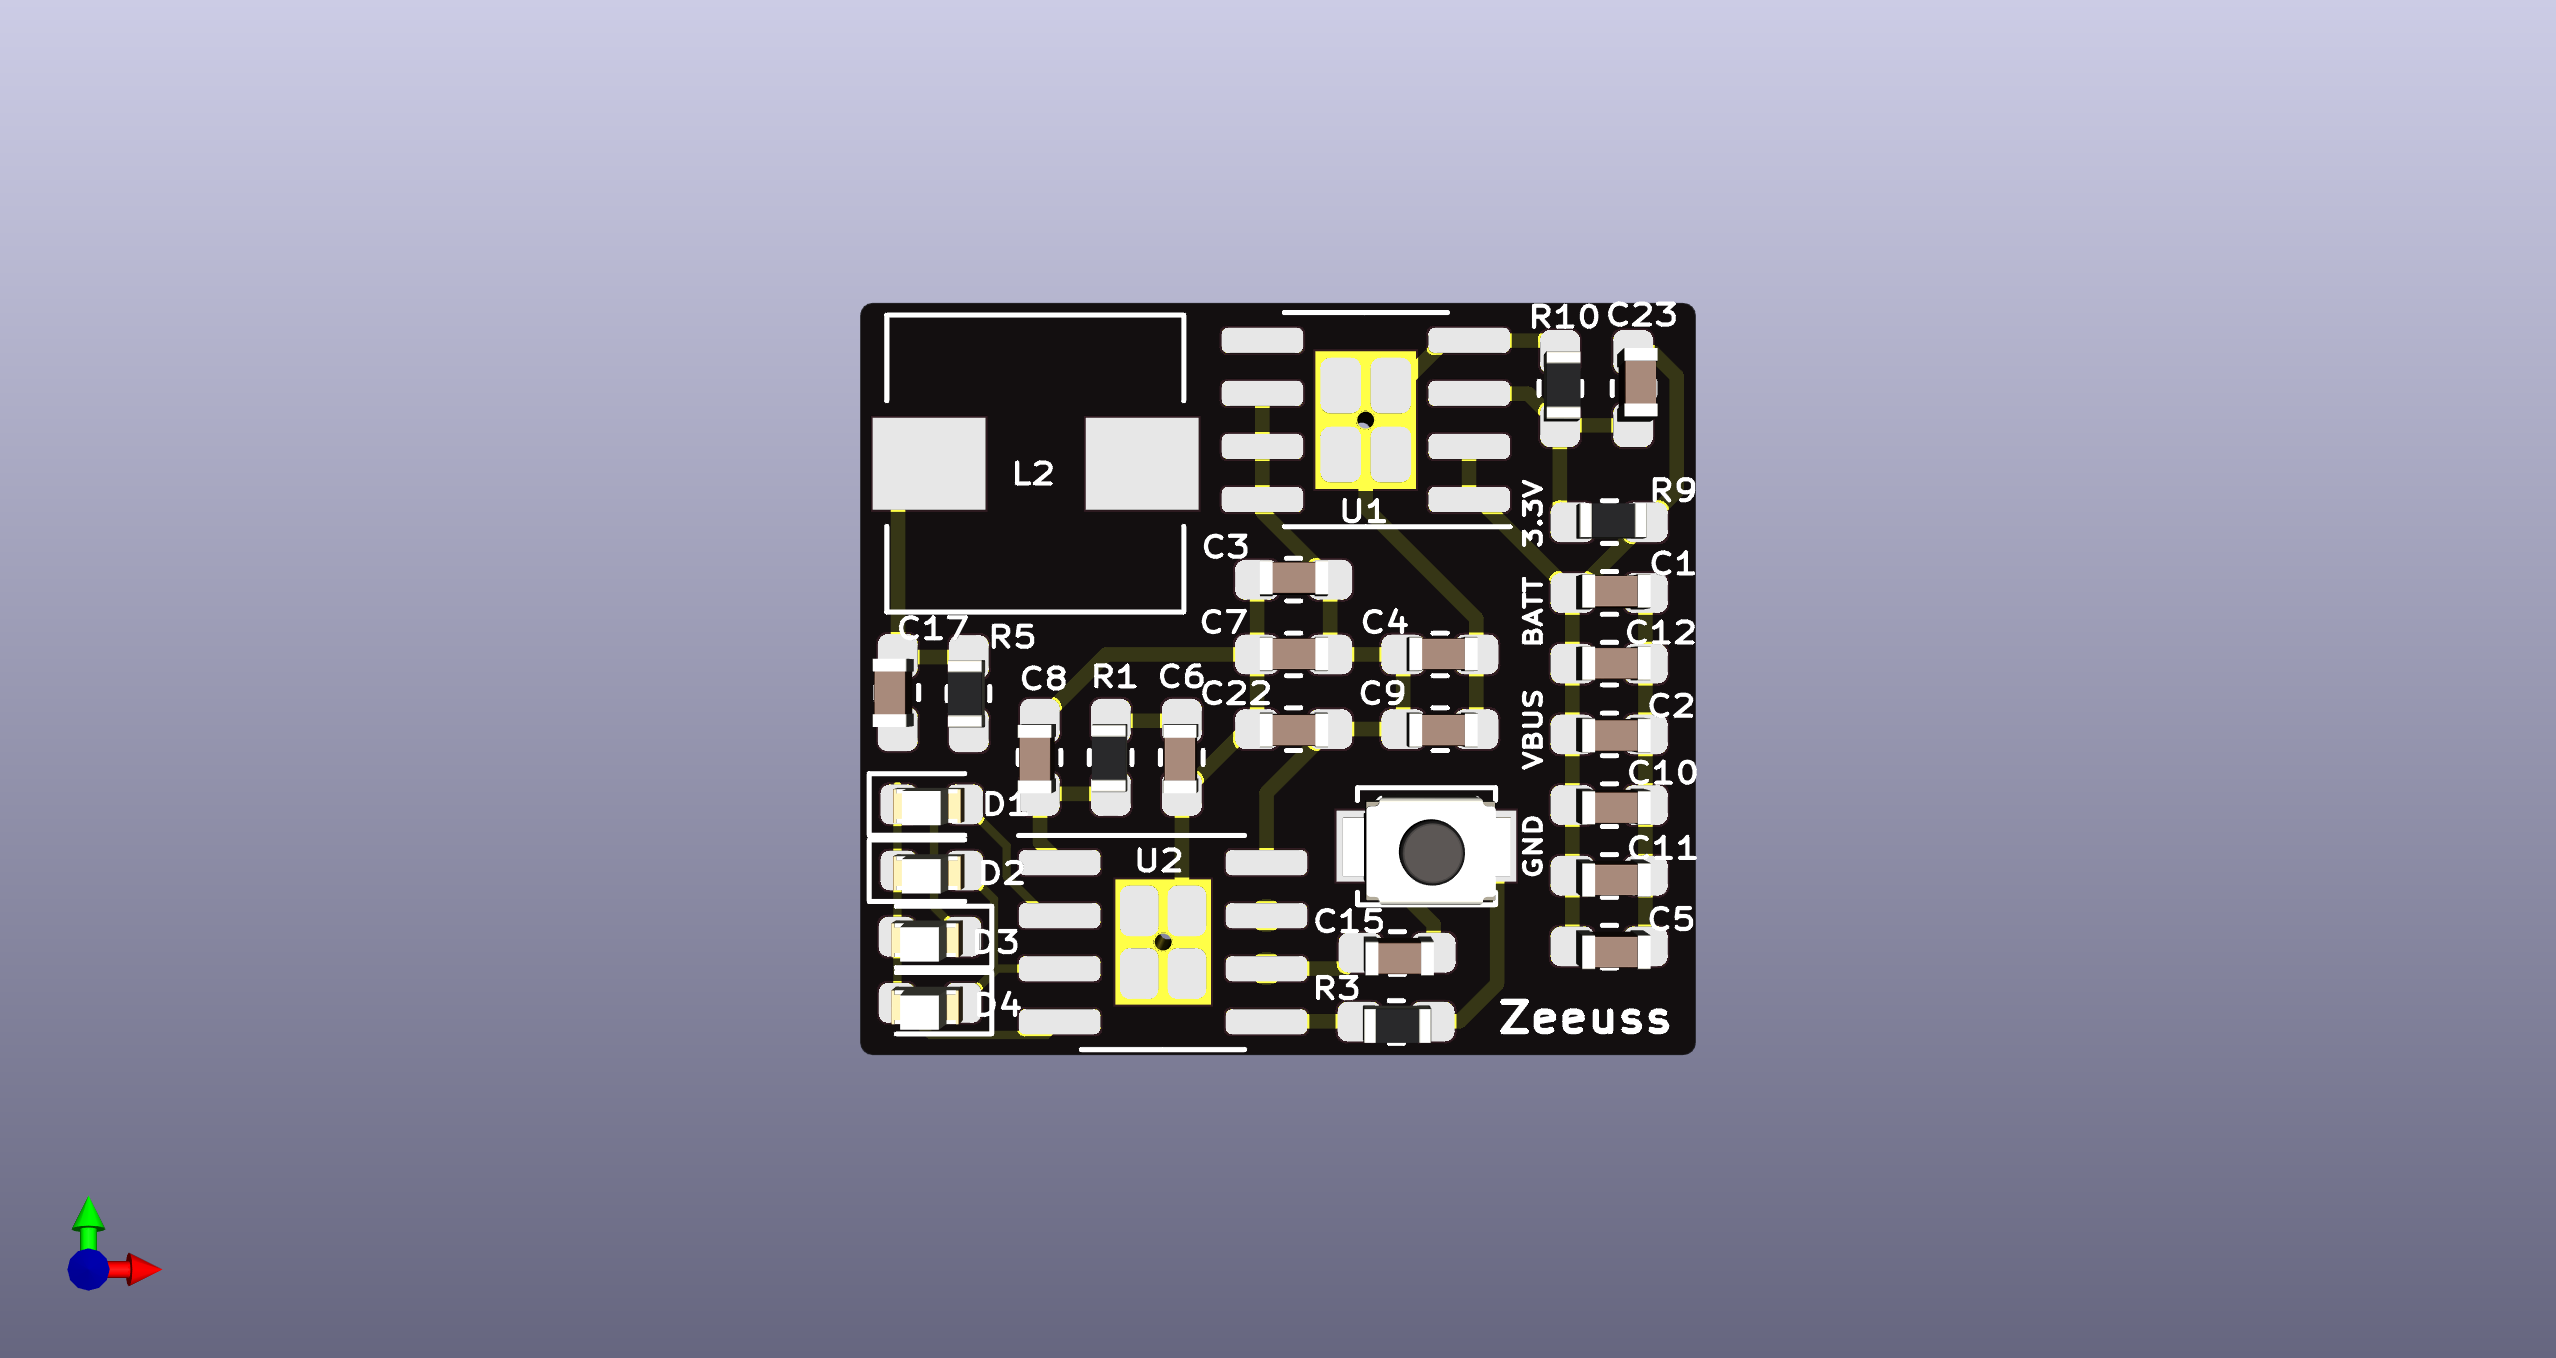 R10 C23
L2
U1
3.3V
R9
C3
C1
BATT
C17
R5
C7
C4
C12
C8
R1
C6
C22
C9
VBUS
C2
C10
D1
U2
GND
C11
D2
C15
C5
D3
R3
D4
Zeeuss